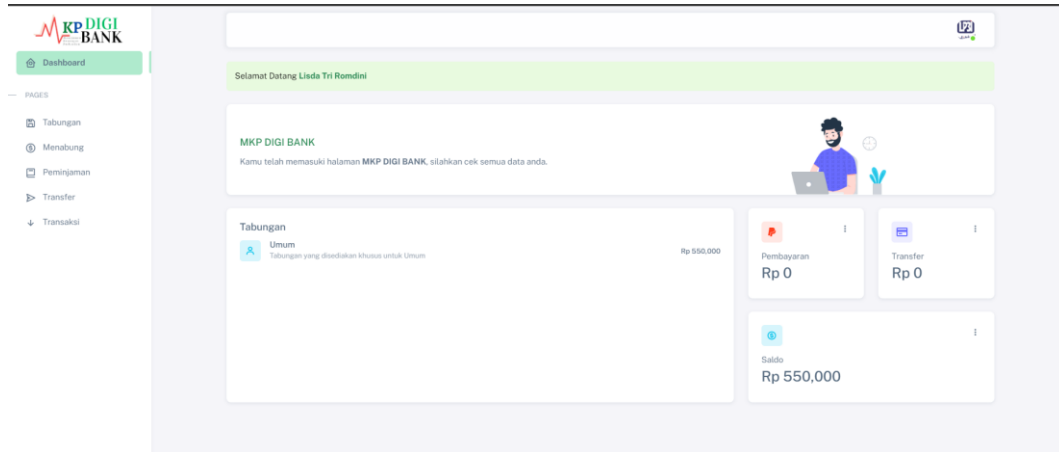 KP DIGI
BANK
Dashboard
PAGES
Tabungan
Menabung
Peminjaman
Transfer
Transaksi
Selamat Datang Lisda Tri Romdini
MKP DIGI BANK
Kamu telah memasuki halaman MKP DIGI BANK, silahkan cek semua data anda.
Tabungan
Umum
Tabungan yang disediakan khusus untuk Umum
Rp 550,000
Pembayaran
Rp 0
Transfer
Rp 0
Saldo
Rp 550,000